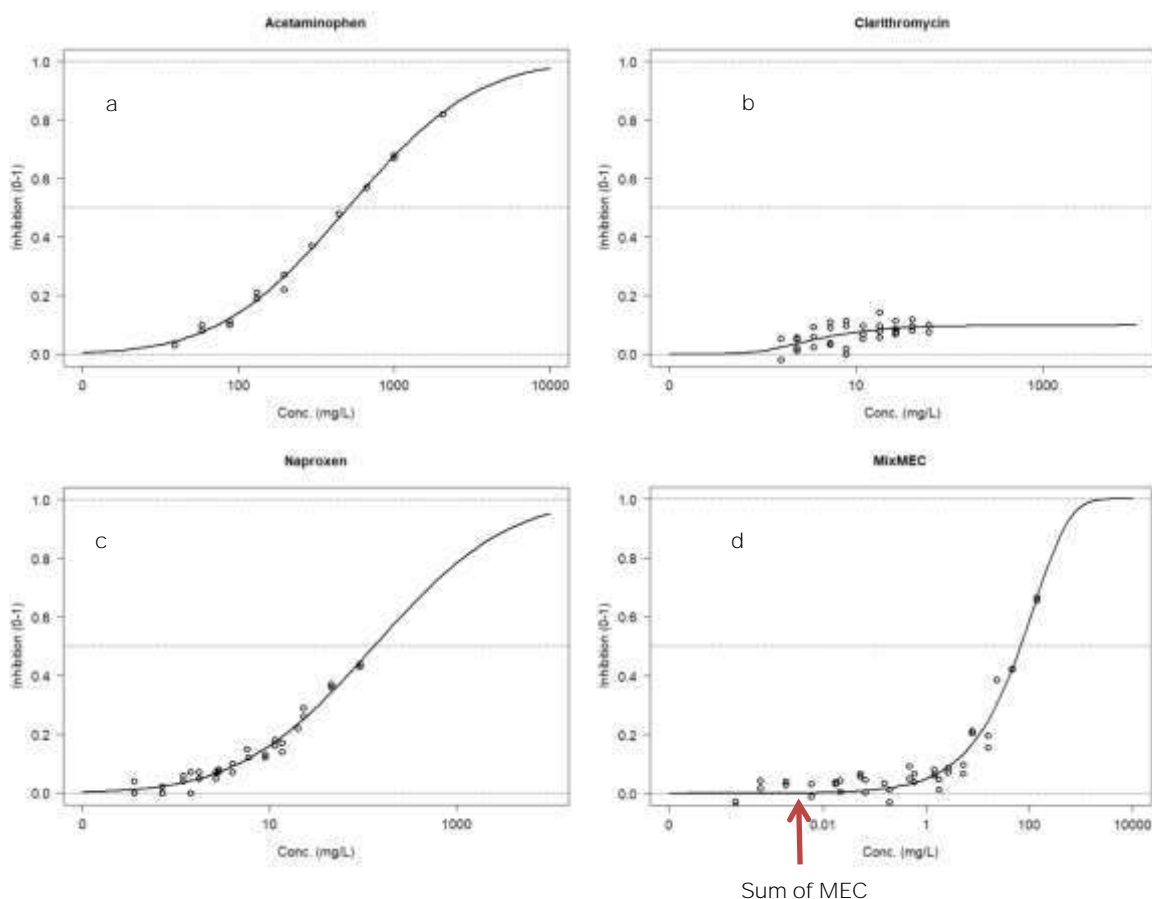 Acetaminophen
a
1.0
0.8
0.6
0.4
0.2
0.0
Inhibition (0-1)
0 100 1000 10000
Conc. (mg/L)
Clarithromycin
b
1.0
0.8
0.6
0.4
0.2
0.0
Inhibition (0-1)
0 10 1000
Conc. (mg/L)
Naproxen
c
1.0
0.8
0.6
0.4
0.2
0.0
Inhibition (0-1)
0 10 1000
Conc. (mg/L)
MixMEC
d
1.0
0.8
0.6
0.4
0.2
0.0
Inhibition (0-1)
0 0.01 1 100 10000
Conc. (mg/L)
Sum of MEC